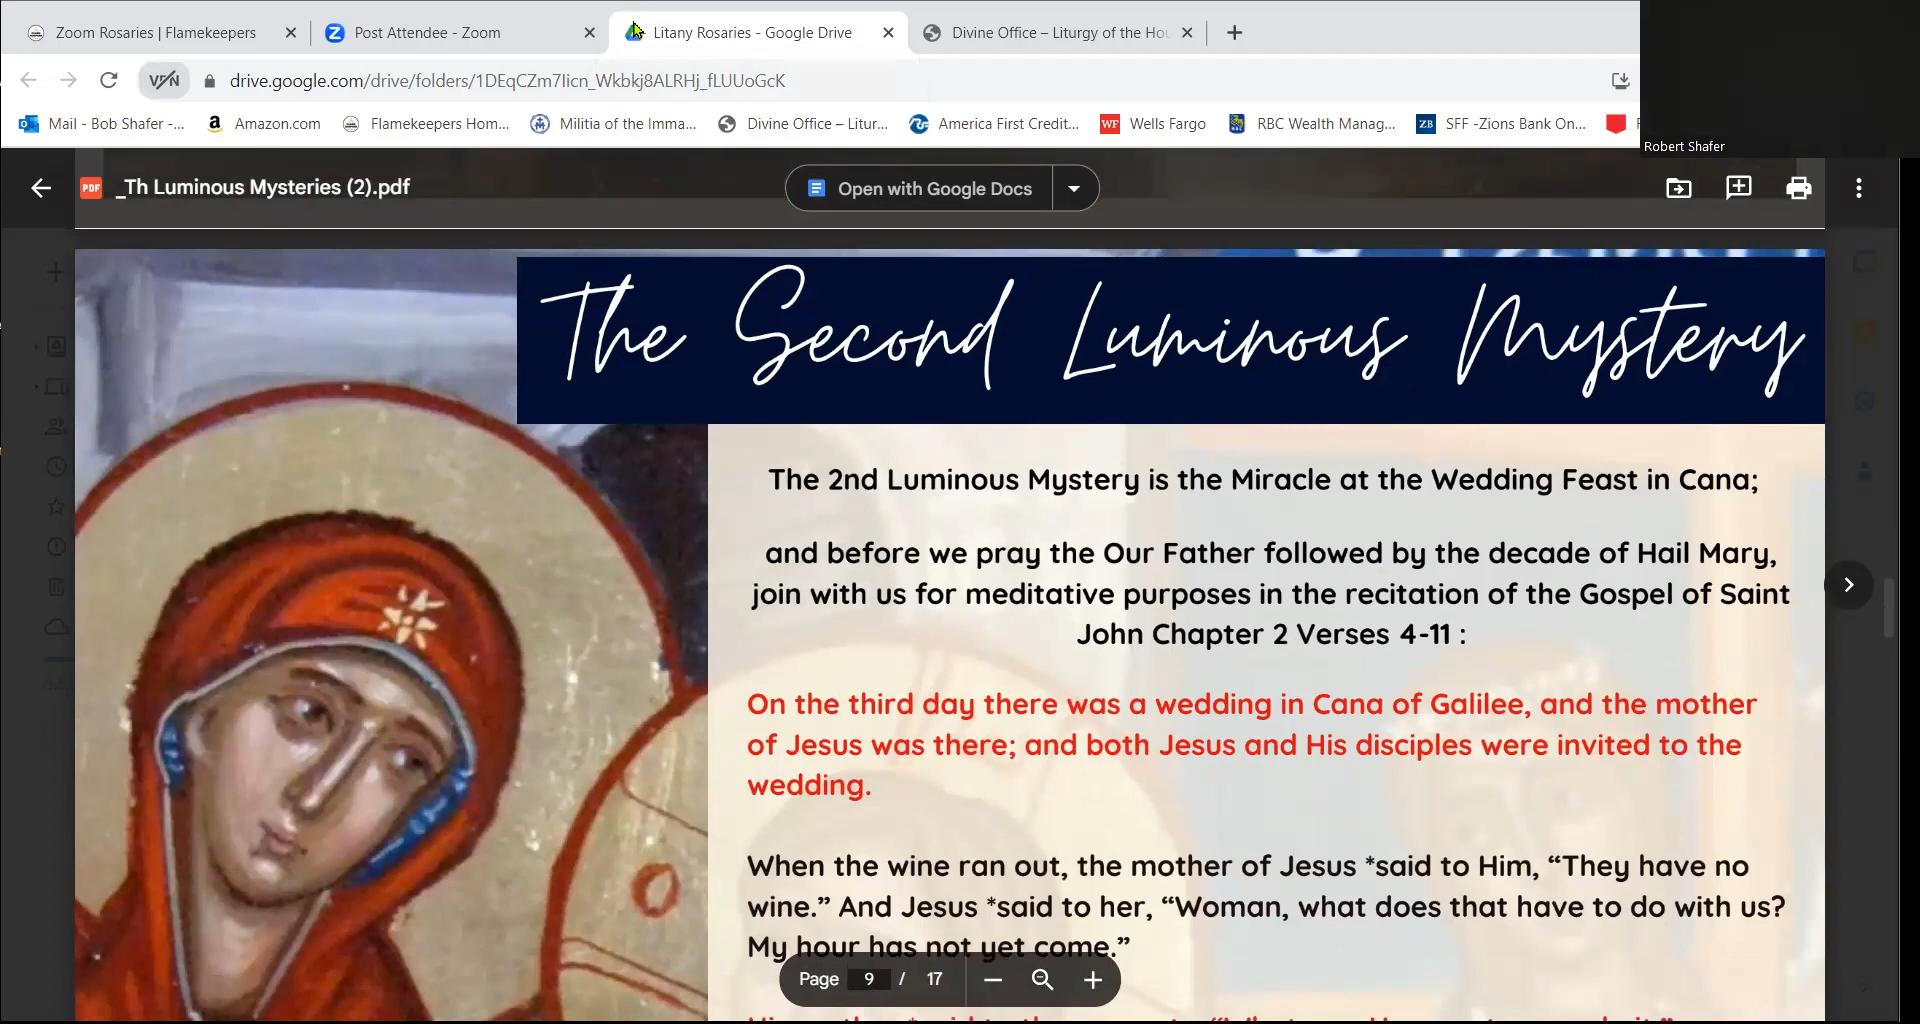 Zoom Rosaries | Flamekeepers
Post Attendee - Zoom
Litany Rosaries - Google Drive
Divine Office – Liturgy of the Hou
VPN
drive.google.com/drive/folders/1DEqCZm7Iicn_Wkbkj8ALRHj_fLUUoGcK
Mail - Bob Shafer -...
Amazon.com
Flamekeepers Hom...
Militia of the Imma...
Divine Office – Litur...
America First Credit...
WF Wells Fargo
RBC Wealth Manag...
ZB SFF -Zions Bank On...
Robert Shafer
PDF _Th Luminous Mysteries (2).pdf
Open with Google Docs
The Second Luminous Mystery
The 2nd Luminous Mystery is the Miracle at the Wedding Feast in Cana;
and before we pray the Our Father followed by the decade of Hail Mary,
join with us for meditative purposes in the recitation of the Gospel of Saint
John Chapter 2 Verses 4-11 :
On the third day there was a wedding in Cana of Galilee, and the mother
of Jesus was there; and both Jesus and His disciples were invited to the
wedding.
When the wine ran out, the mother of Jesus *said to Him, “They have no
wine.” And Jesus *said to her, “Woman, what does that have to do with us?
My hour has not yet come.”
Page 9 / 17